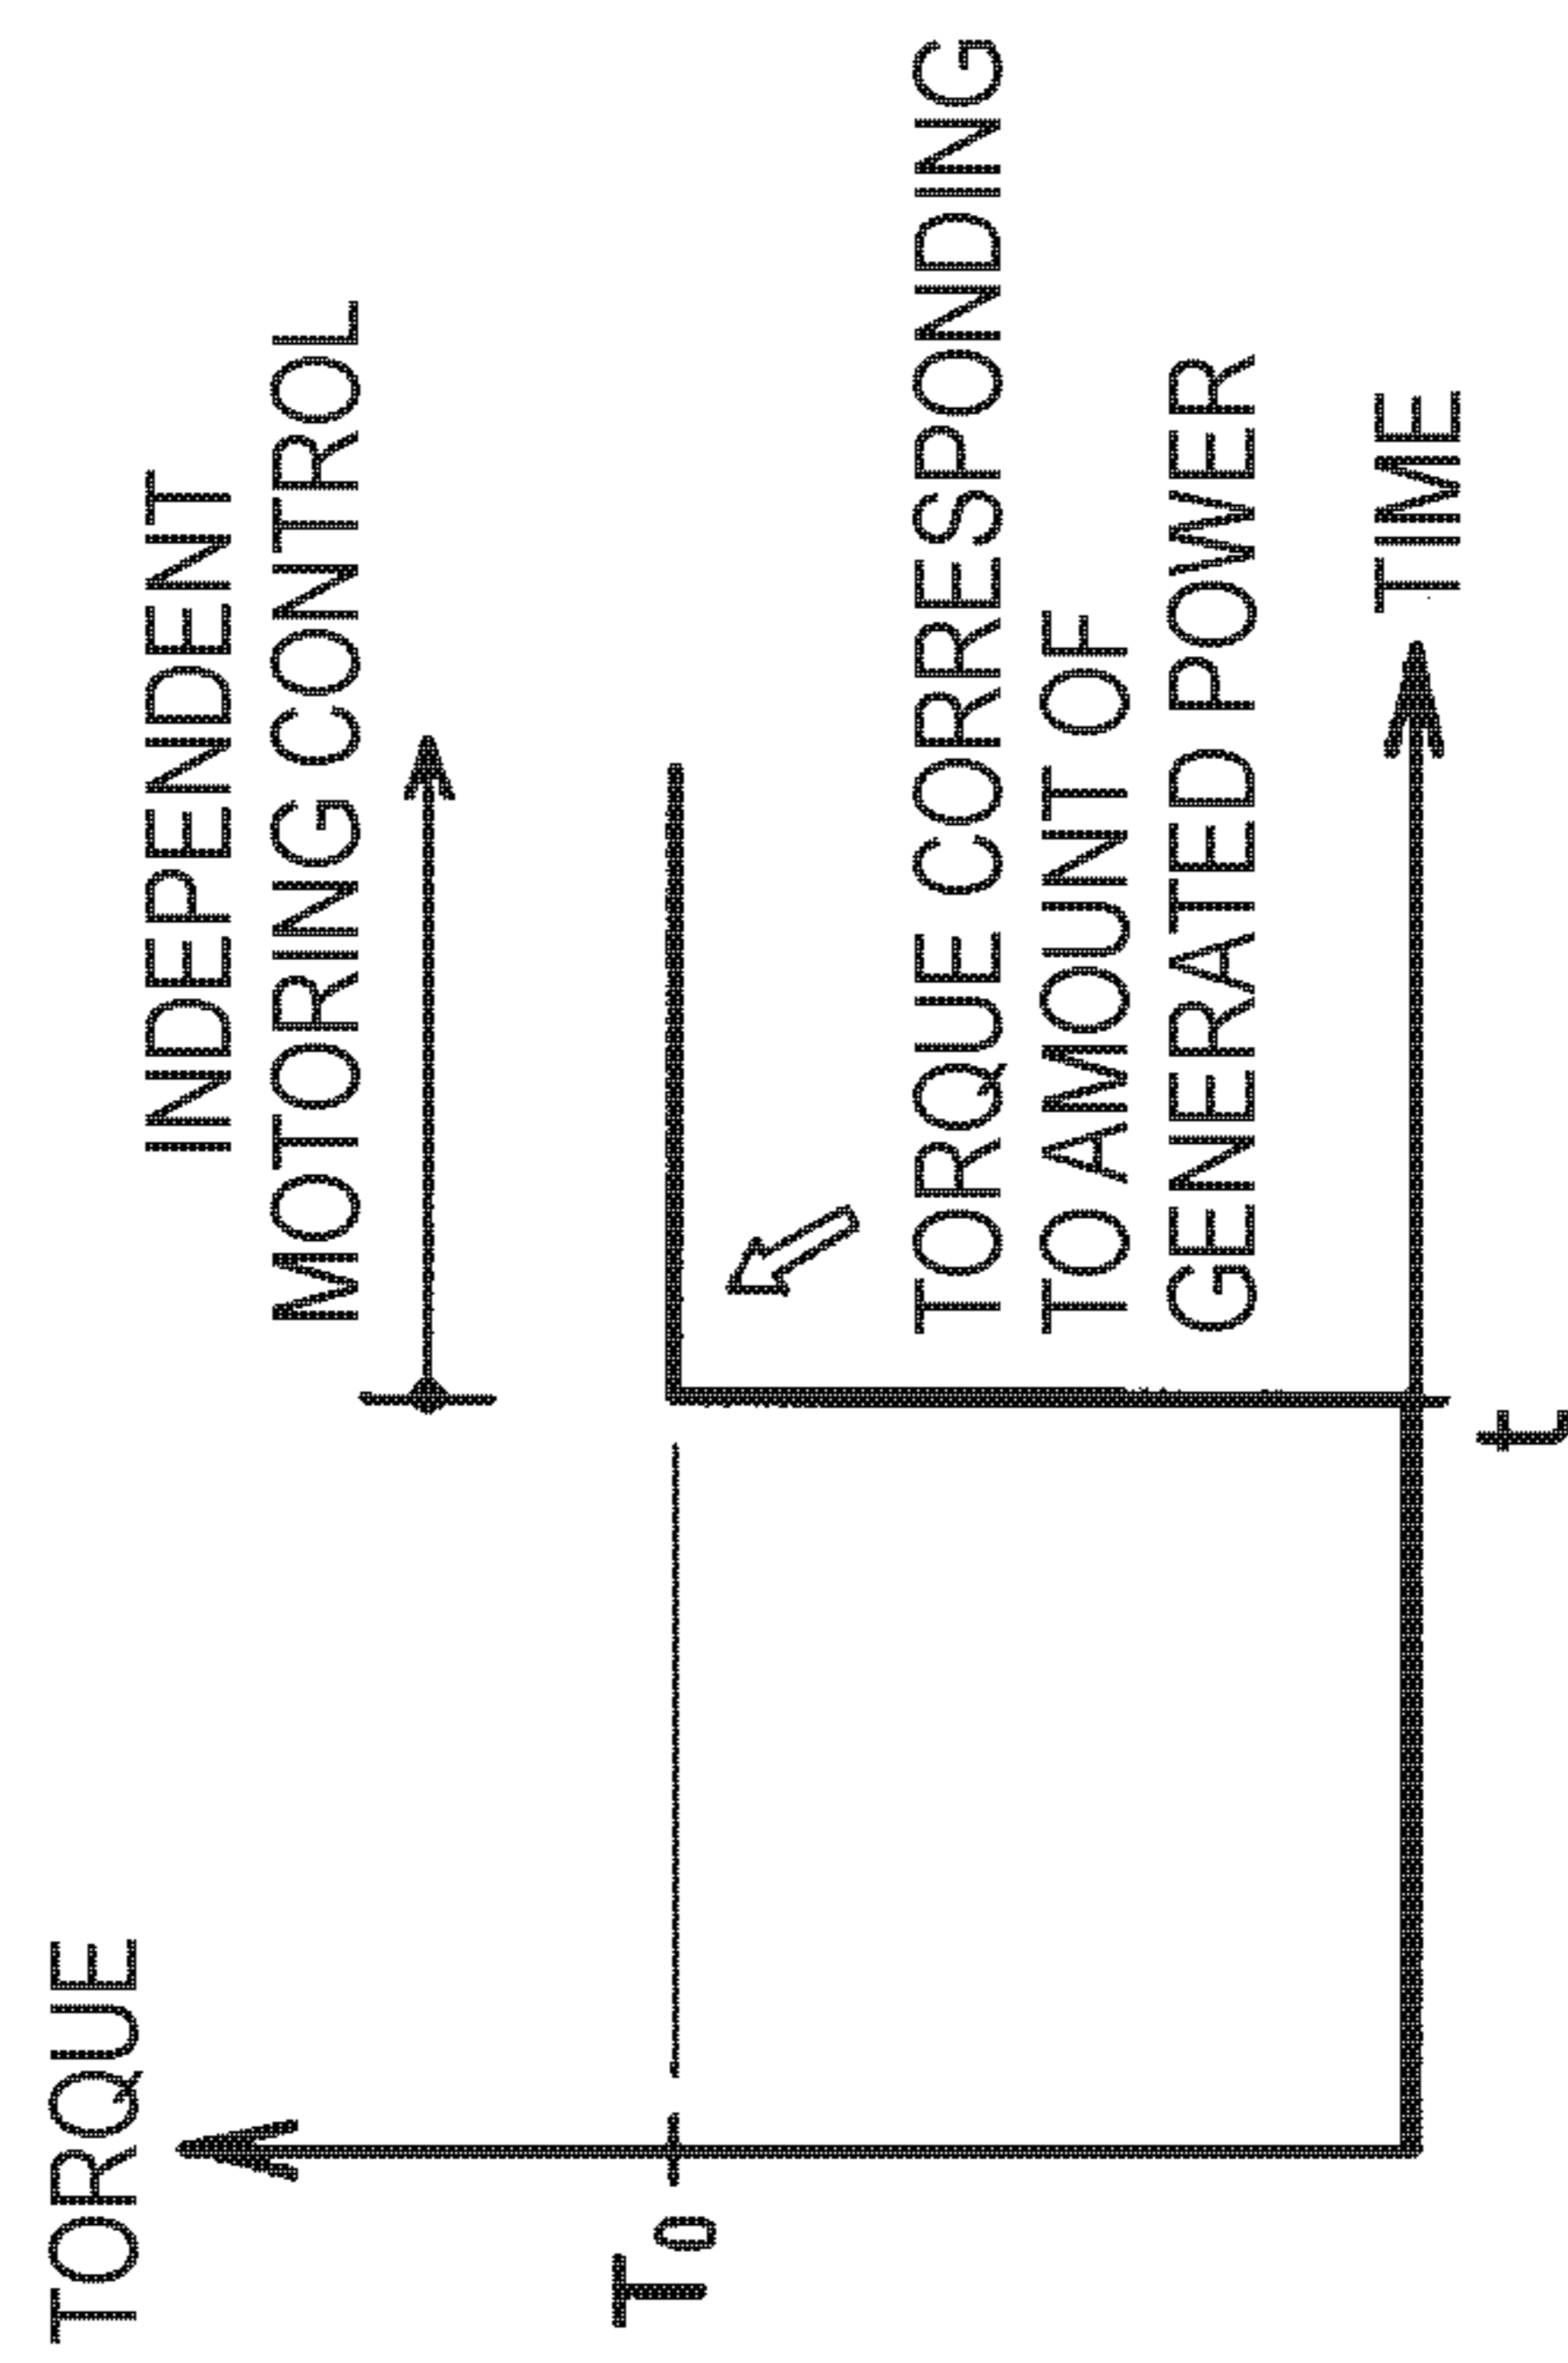 TORQUE
INDEPENDENT
MOTORING CONTROL
T0
TORQUE CORRESPONDING
TO AMOUNT OF
GENERATED POWER
TIME
t